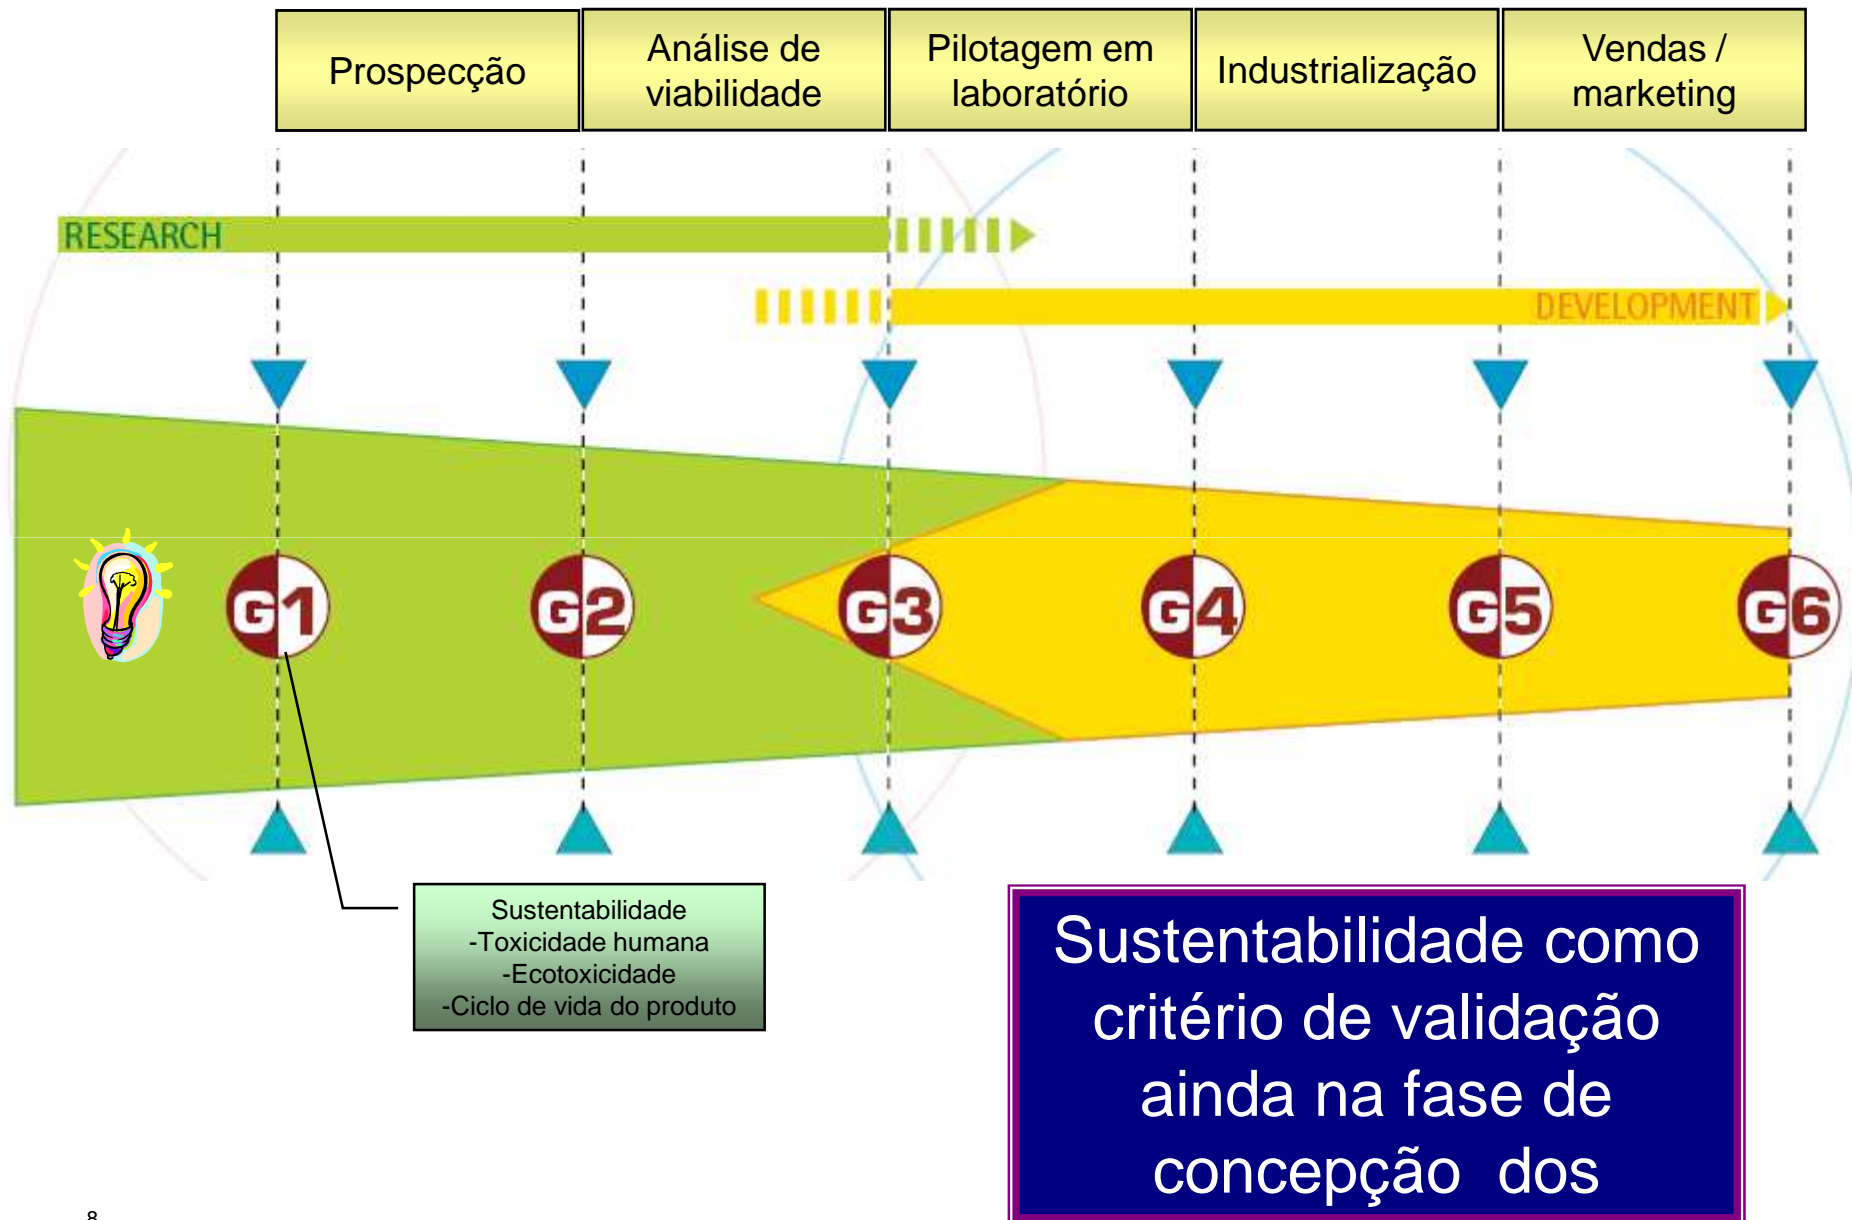 Prospecção
Análise de
viabilidade
Pilotagem em
laboratório
Industrialização
Vendas /
marketing
RESEARCH
DEVELOPMENT
G1
G2
G3
G4
G5
G6
Sustentabilidade
-Toxicidade humana
-Ecotoxicidade
-Ciclo de vida do produto
Sustentabilidade como
critério de validação
ainda na fase de
concepção dos
8